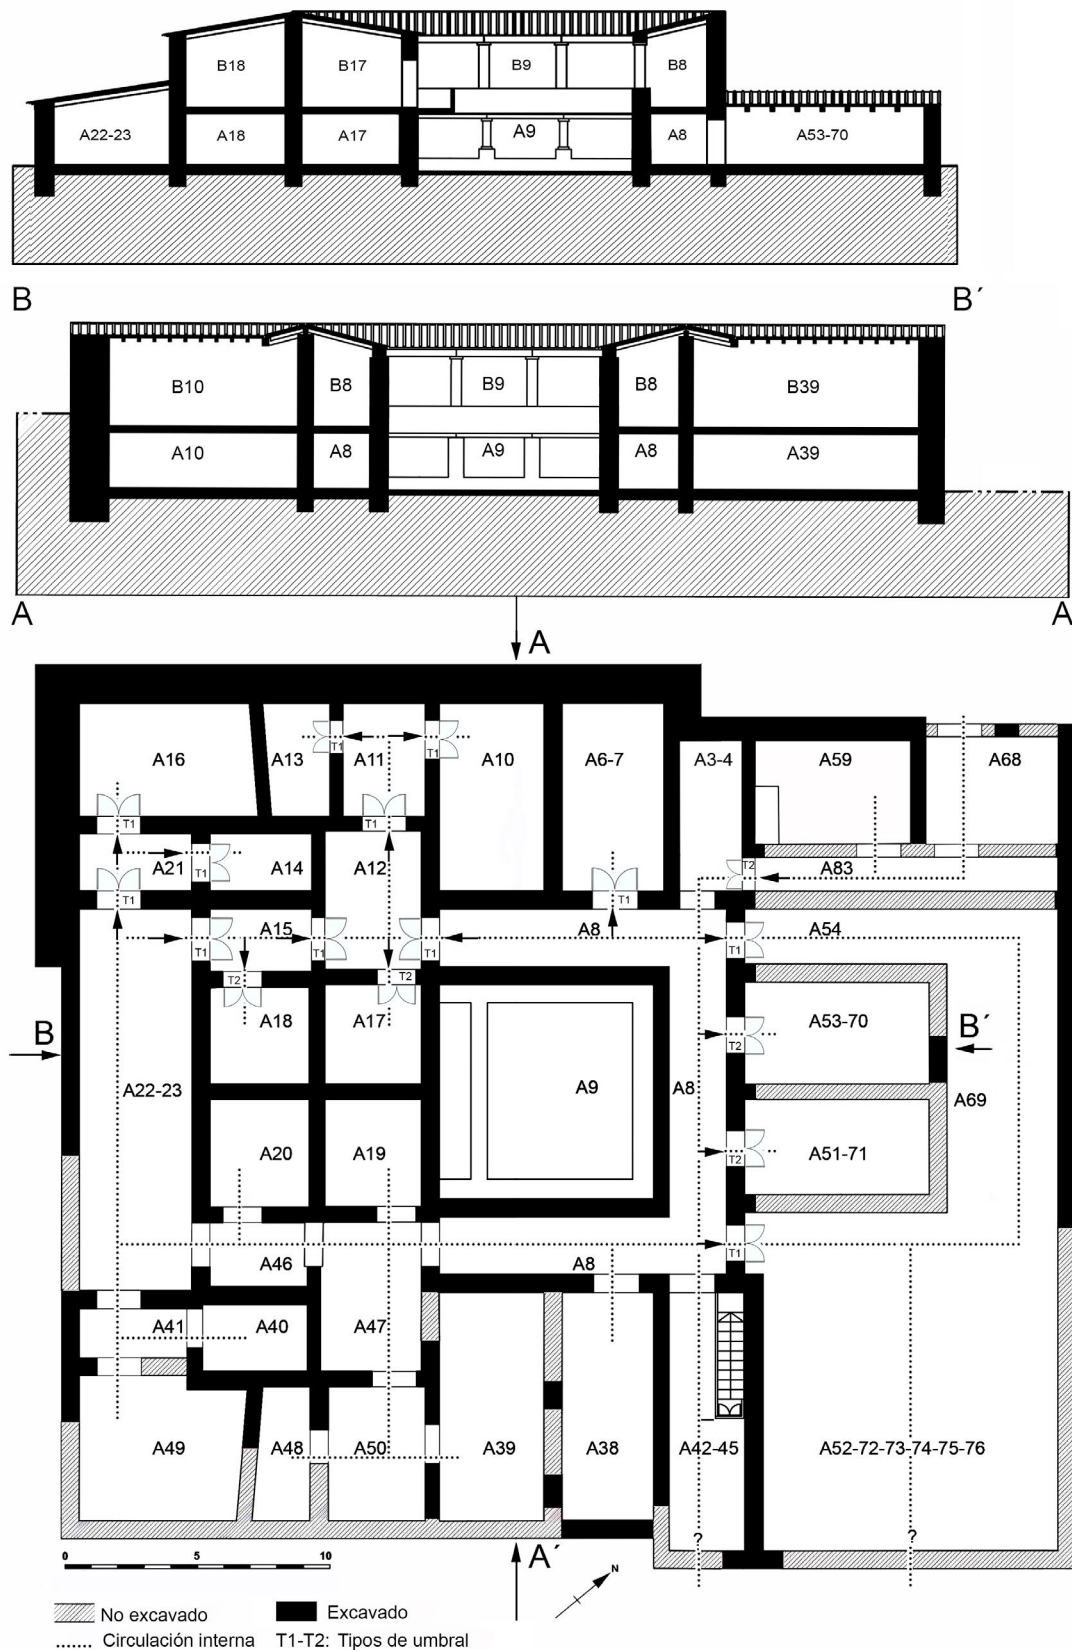 B18 B17 B9 B8
A22-23 A18 A17 A9 A8 A53-70
B B´
B10 B8 B9 B8 B39
A10 A8 A9 A8 A39
A A
A
A16 A13 A11 A10 A6-7 A3-4 A59 A68
T1 T1
T1 T1
A21 A14 A12 T2 A83
T1
T1 T1
A15 A8 A54
T1 T1 T1 T1
T2 T2
A18 A17 A53-70
B B´
T2
A22-23 A9 A8 A69
A20 A19 A51-71
T2
T1
A46 A8
A41 A40 A47
A49 A48 A50 A39 A38 A42-45 A52-72-73-74-75-76
? ?
0 5 10
A´
N
No excavado Excavado
Circulación interna T1-T2: Tipos de umbral